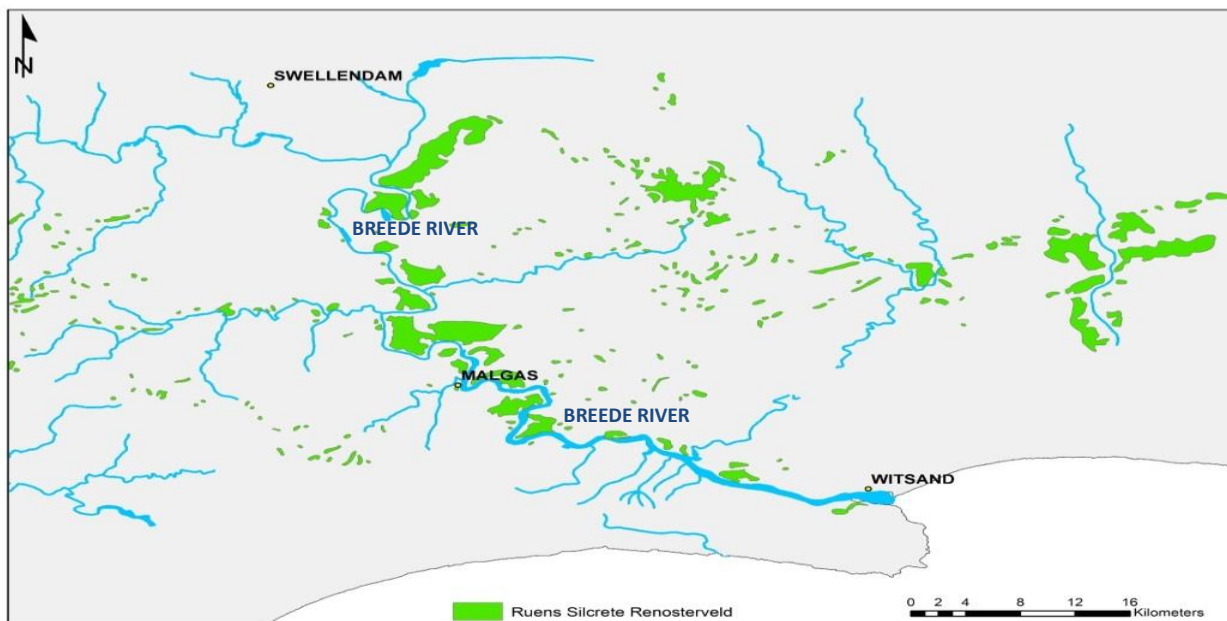 N
SWELLENDAM
BREEDE RIVER
MALGAS
BREEDE RIVER
WITSAND
Ruens Silcrete Renosterveld
0 2 4 8 12 16
Kilometers